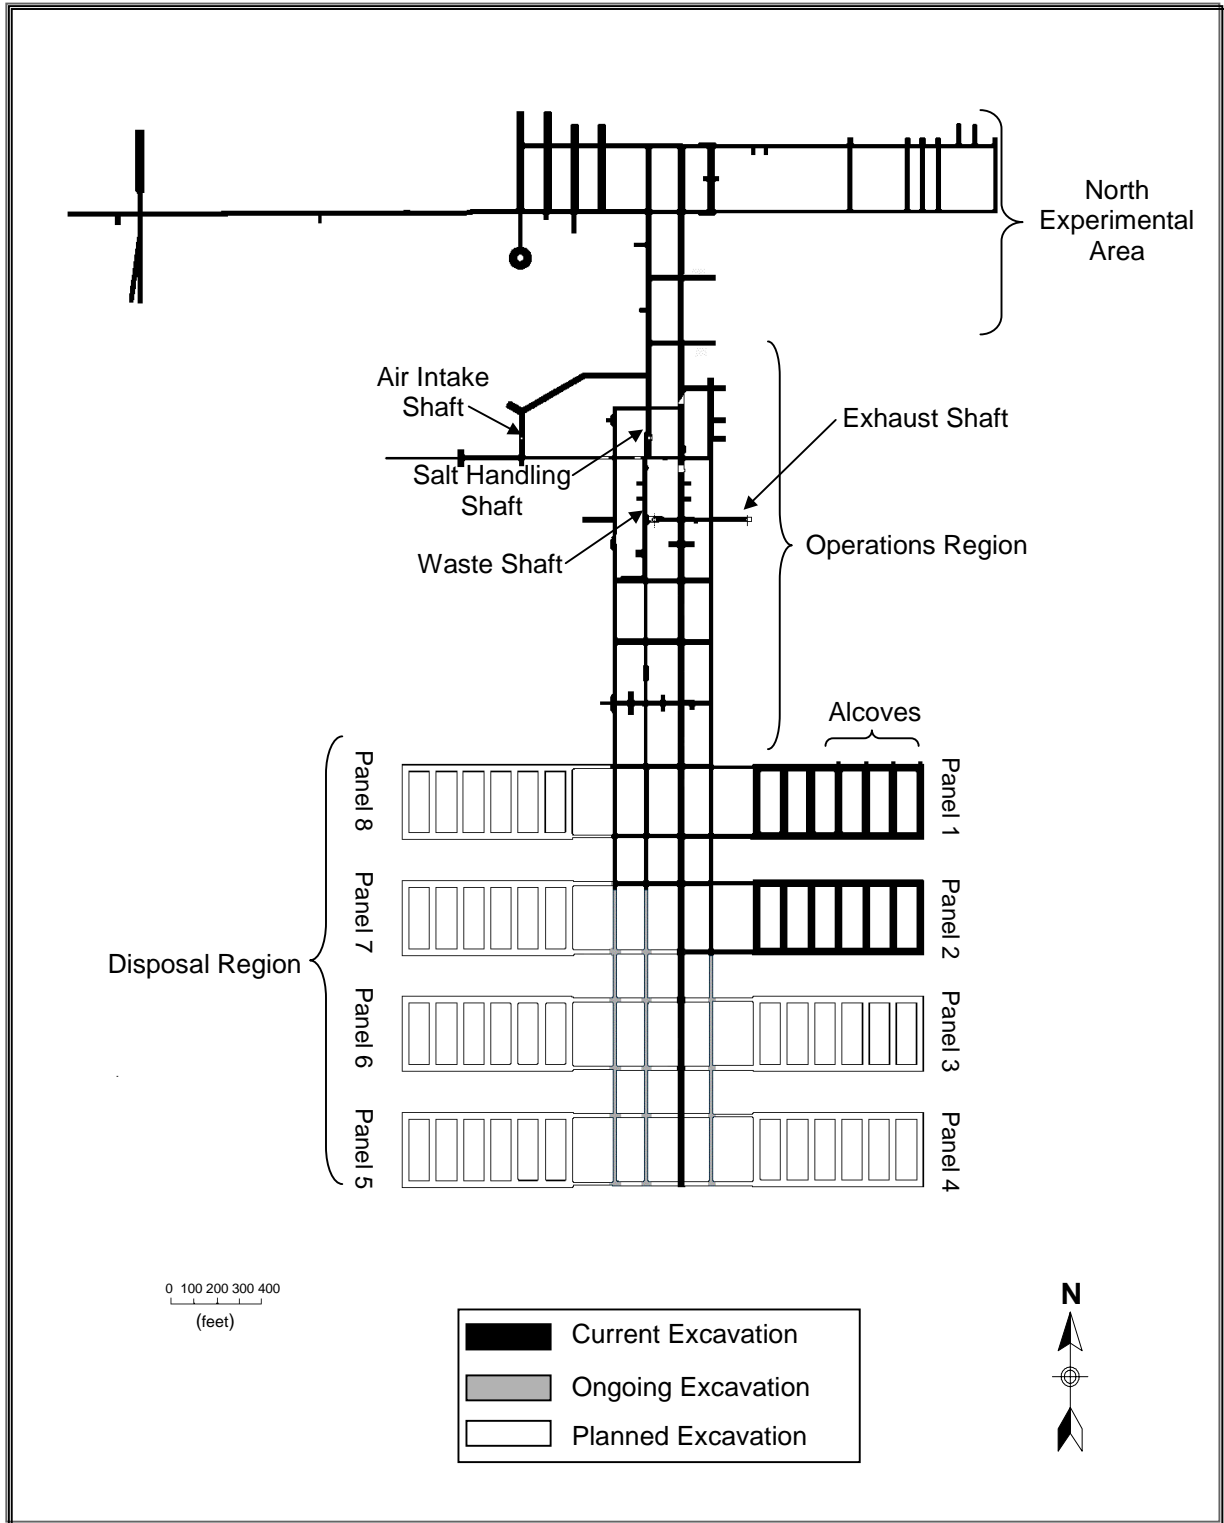 North
Experimental
Area
Air Intake
Shaft
Exhaust Shaft
Salt Handling
Shaft
Waste Shaft
Operations Region
Alcoves
Panel 8
Panel 1
Panel 7
Panel 2
Disposal Region
Panel 6
Panel 3
Panel 5
Panel 4
0 100 200 300 400
(feet)
N
Current Excavation
Ongoing Excavation
Planned Excavation